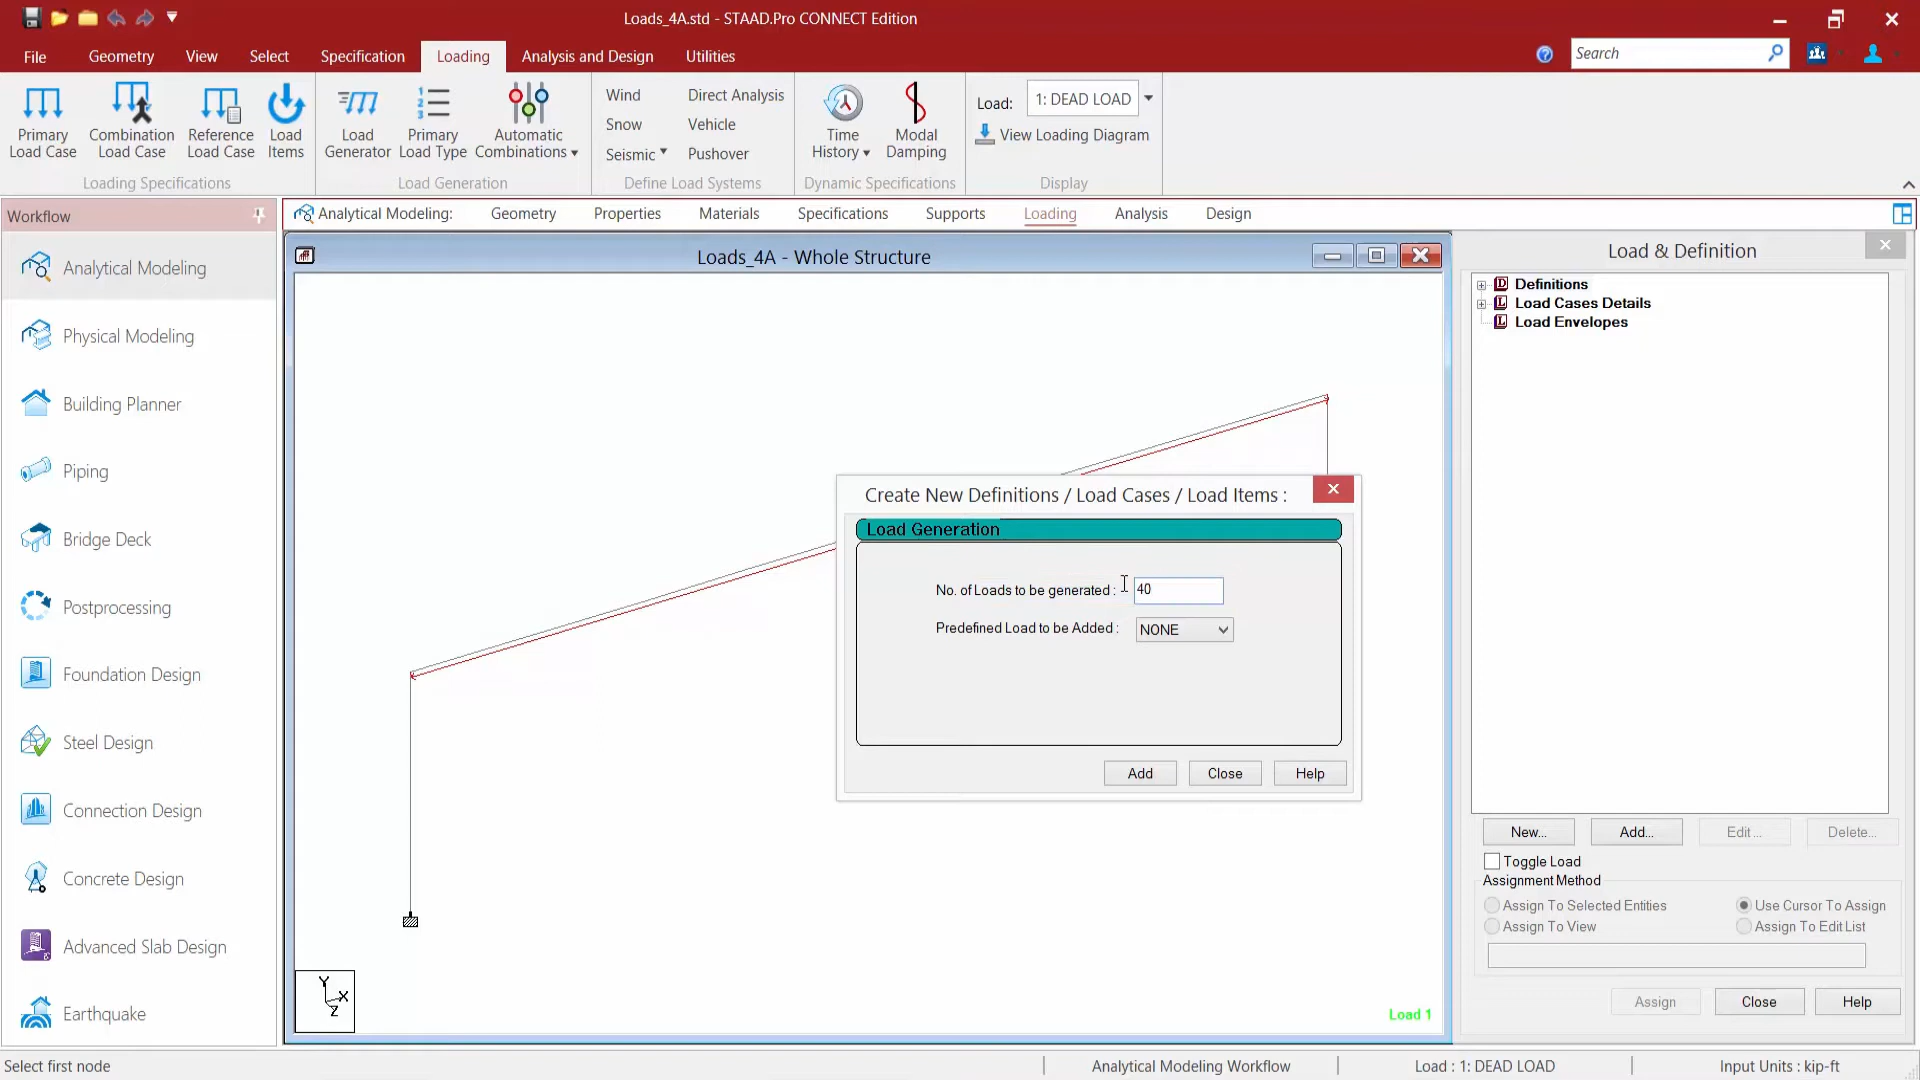 Loads_4A.std - STAAD.Pro CONNECT Edition
File Geometry View Select Specification Loading Analysis and Design Utilities
Search
Primary Load Case
Combination Load Case
Reference Load Case
Load Items
Loading Specifications
Load Generator
Primary Load Type
Automatic Combinations
Load Generation
Wind
Snow
Seismic
Direct Analysis
Vehicle
Pushover
Define Load Systems
Time History
Modal Damping
Dynamic Specifications
Load: 1: DEAD LOAD
View Loading Diagram
Display
Workflow
Analytical Modeling
Physical Modeling
Building Planner
Piping
Bridge Deck
Postprocessing
Foundation Design
Steel Design
Connection Design
Concrete Design
Advanced Slab Design
Earthquake
Analytical Modeling: Geometry Properties Materials Specifications Supports Loading Analysis Design
Loads_4A - Whole Structure
Y
X
Z
Load 1
Create New Definitions / Load Cases / Load Items :
Load Generation
No. of Loads to be generated : 40
Predefined Load to be Added : NONE
Add Close Help
Load & Definition
D Definitions
L Load Cases Details
L Load Envelopes
New... Add... Edit... Delete...
Toggle Load
Assignment Method
Assign To Selected Entities Use Cursor To Assign
Assign To View Assign To Edit List
Assign Close Help
Select first node
Analytical Modeling Workflow
Load : 1: DEAD LOAD
Input Units : kip-ft